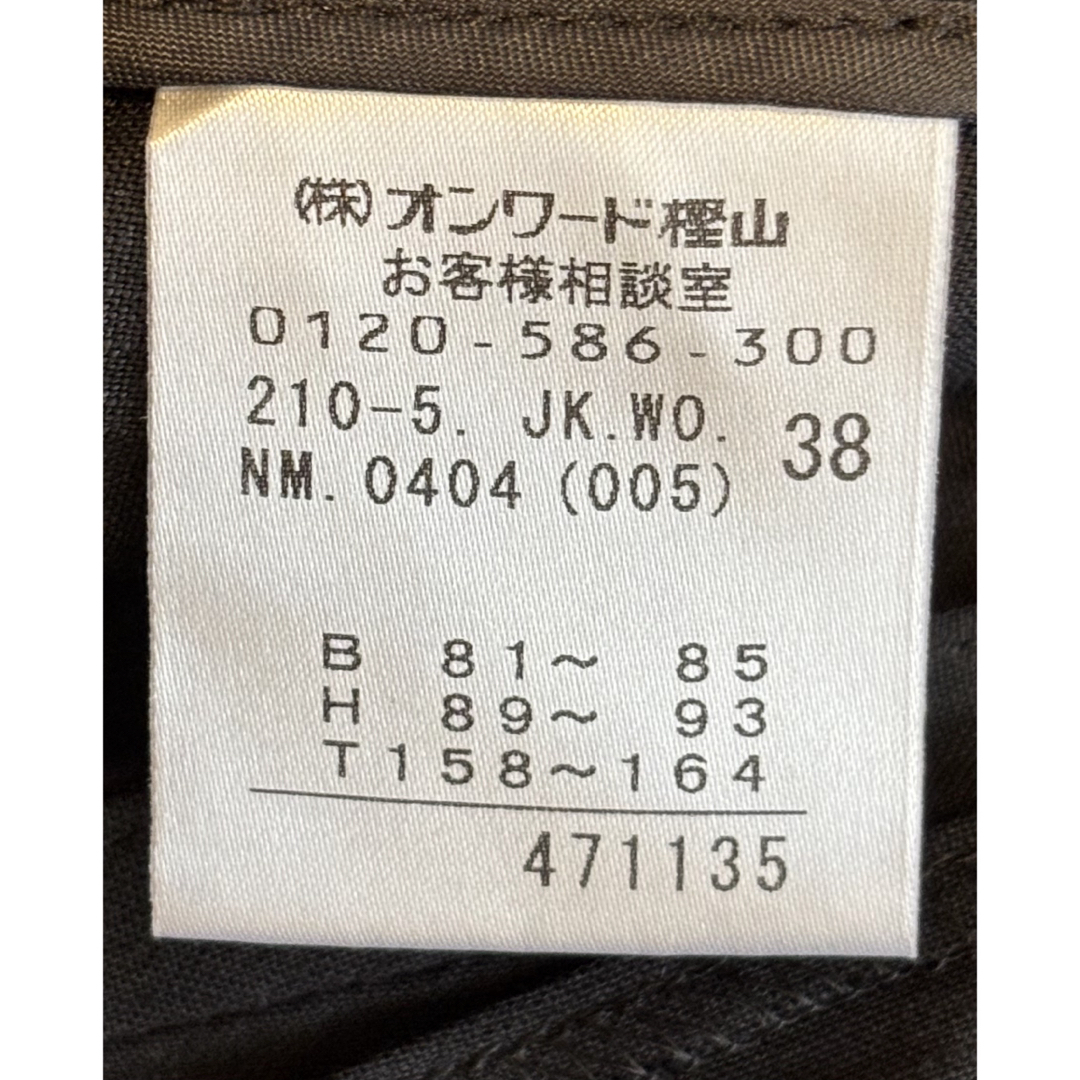 (株)オンワード樫山
お客様相談室
0120-586-300
210-5. JK.WO. 38
NM. 0404 (005)
B 81～ 85
H 89～ 93
T158～164
471135